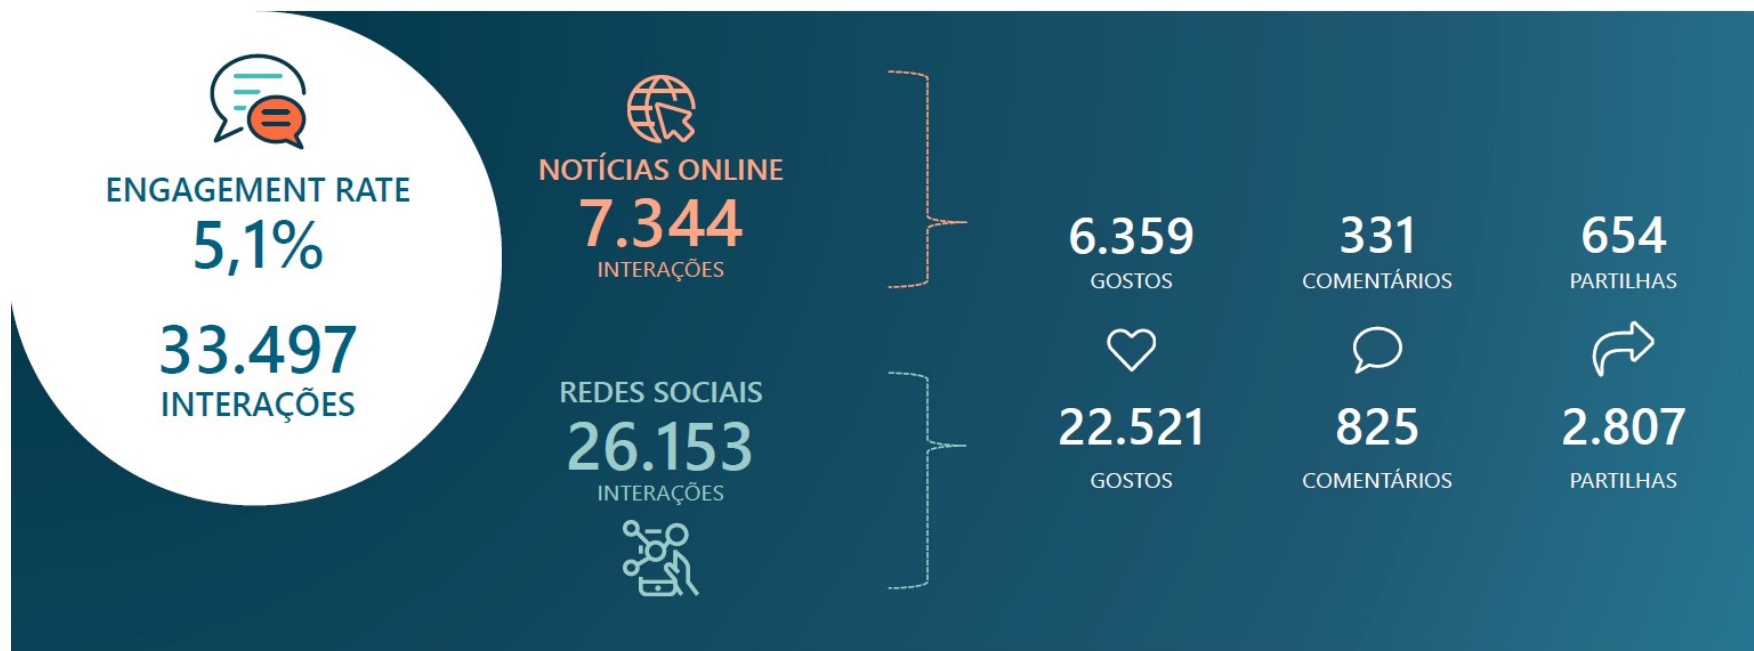 ENGAGEMENT RATE
5,1%
33.497
INTERAÇÕES
NOTÍCIAS ONLINE
7.344
INTERAÇÕES
6.359
GOSTOS
331
COMENTÁRIOS
654
PARTILHAS
REDES SOCIAIS
26.153
INTERAÇÕES
22.521
GOSTOS
825
COMENTÁRIOS
2.807
PARTILHAS